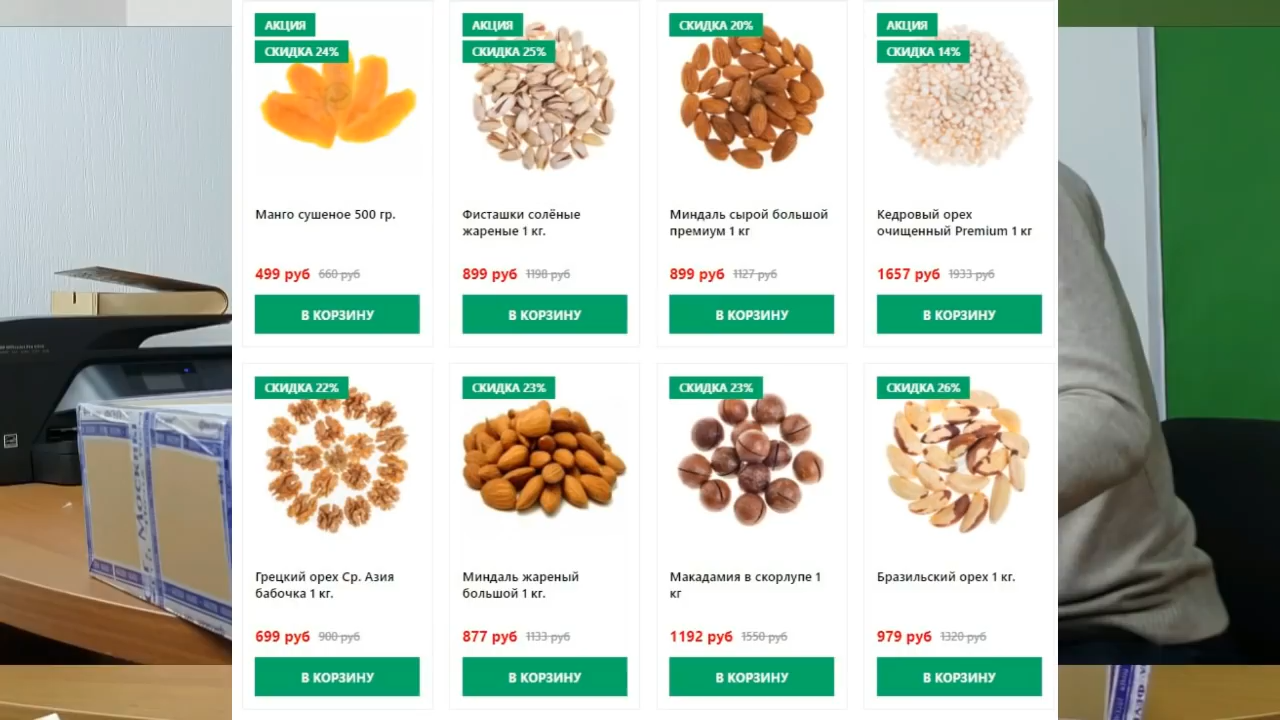 АКЦИЯ
СКИДКА 24%
Манго сушеное 500 гр.
499 руб 660 руб
В КОРЗИНУ
АКЦИЯ
СКИДКА 25%
Фисташки солёные
жареные 1 кг.
899 руб 1198 руб
В КОРЗИНУ
СКИДКА 20%
Миндаль сырой большой
премиум 1 кг
899 руб 1127 руб
В КОРЗИНУ
АКЦИЯ
СКИДКА 14%
Кедровый орех
очищенный Premium 1 кг
1657 руб 1933 руб
В КОРЗИНУ
СКИДКА 22%
Грецкий орех Ср. Азия
бабочка 1 кг.
699 руб 900 руб
В КОРЗИНУ
СКИДКА 23%
Миндаль жареный
большой 1 кг.
877 руб 1133 руб
В КОРЗИНУ
СКИДКА 23%
Макадамия в скорлупе 1
кг
1192 руб 1550 руб
В КОРЗИНУ
СКИДКА 26%
Бразильский орех 1 кг.
979 руб 1320 руб
В КОРЗИНУ
г. Москва